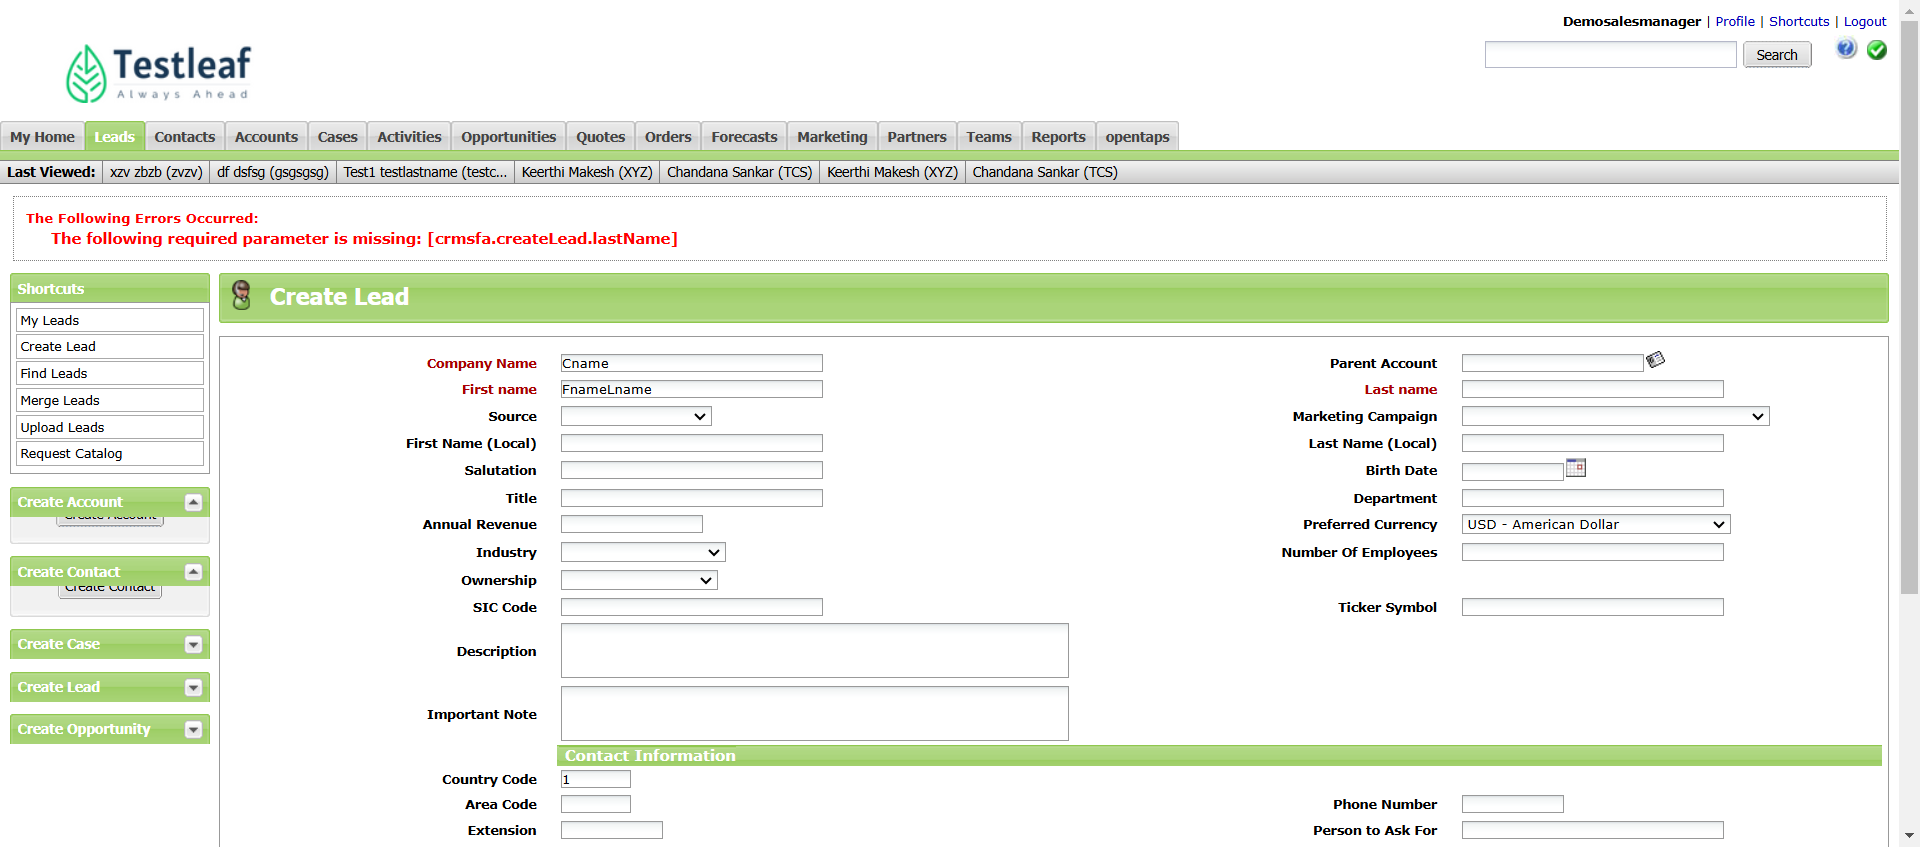 Demosalesmanager | Profile | Shortcuts | Logout
Testleaf
Always Ahead
Search
My Home Leads Contacts Accounts Cases Activities Opportunities Quotes Orders Forecasts Marketing Partners Teams Reports opentaps
Last Viewed: xzv zbzb (zvzv) df dsfsg (gsgsgsg) Test1 testlastname (testc... Keerthi Makesh (XYZ) Chandana Sankar (TCS) Keerthi Makesh (XYZ) Chandana Sankar (TCS)
The Following Errors Occurred:
The following required parameter is missing: [crmsfa.createLead.lastName]
Shortcuts
My Leads
Create Lead
Find Leads
Merge Leads
Upload Leads
Request Catalog
Create Account
Create Account
Create Contact
Create Contact
Create Case
Create Lead
Create Opportunity
Create Lead
Company Name Cname Parent Account
First name FnameLname Last name
Source Marketing Campaign
First Name (Local) Last Name (Local)
Salutation Birth Date
Title Department
Annual Revenue Preferred Currency USD - American Dollar
Industry Number Of Employees
Ownership
SIC Code Ticker Symbol
Description
Important Note
Contact Information
Country Code 1
Area Code Phone Number
Extension Person to Ask For